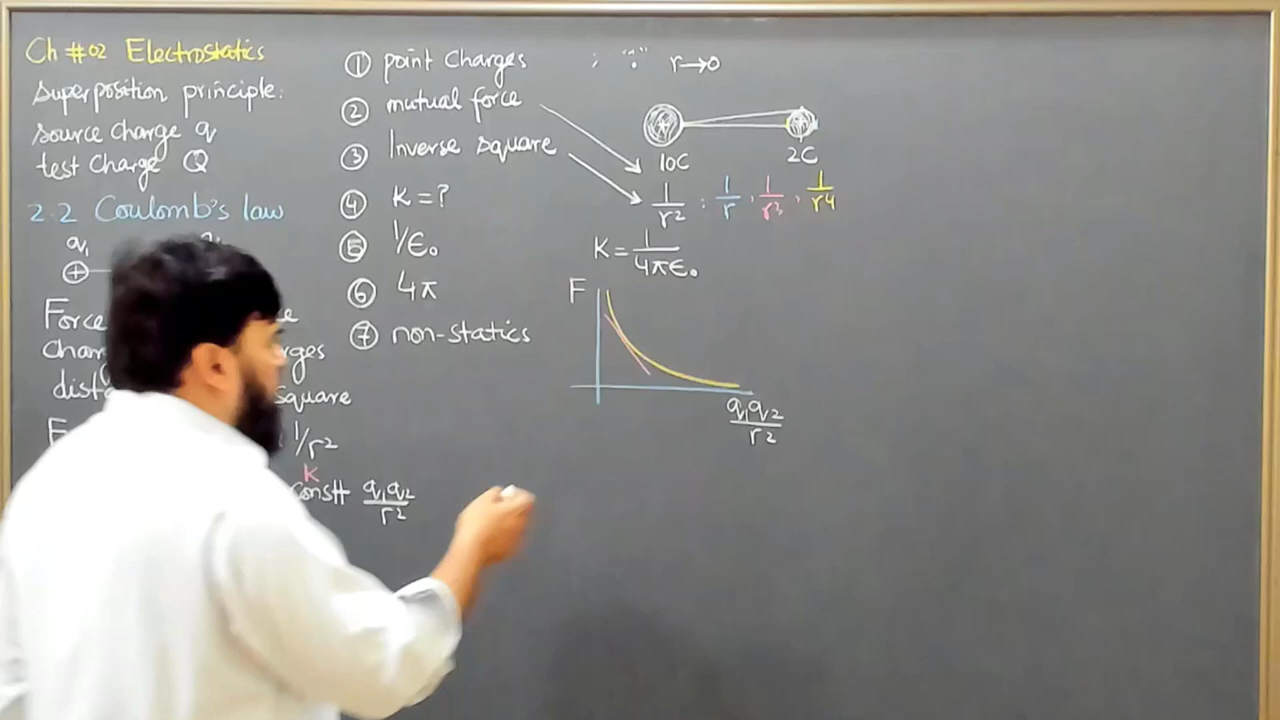 Ch #02 Electrostatics
Superposition principle:
source charge q
test charge Q
2.2 Coulomb's law
q₁
+
Force
charges
square
1/r²
K
constt q₁q₂/r²
① point charges
② mutual force
③ Inverse square
④ K = ?
⑤ 1/ϵ₀
⑥ 4π
⑦ non-statics
; "•" r→0
+ +
10C 2C
1/r² ; 1/r , 1/r³ , 1/r4
K = 1/4πϵ₀
F
q₁q₂/r²